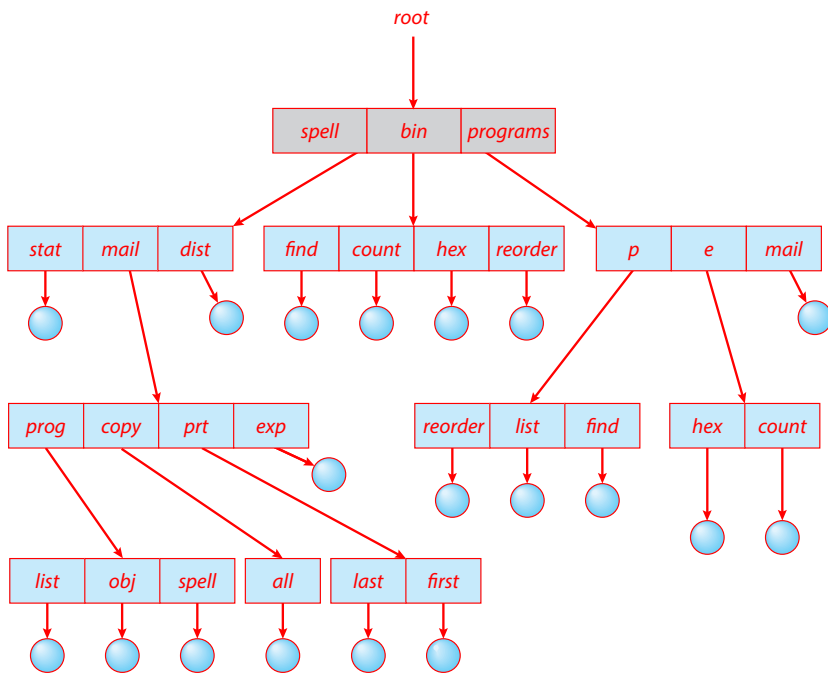 root
spell bin programs
stat mail dist find count hex reorder p e mail
prog copy prt exp reorder list find hex count
list obj spell all last first